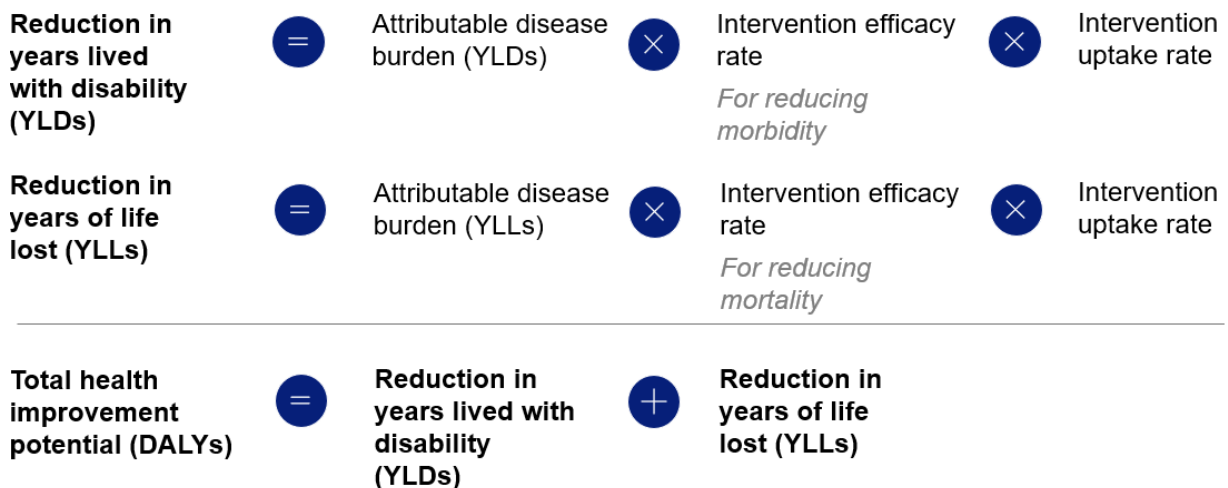 Reduction in
years lived
with disability
(YLDs)
=
Attributable disease
burden (YLDs)
×
Intervention efficacy
rate
For reducing
morbidity
×
Intervention
uptake rate
Reduction in
years of life
lost (YLLs)
=
Attributable disease
burden (YLLs)
×
Intervention efficacy
rate
For reducing
mortality
×
Intervention
uptake rate
Total health
improvement
potential (DALYs)
=
Reduction in
years lived with
disability
(YLDs)
+
Reduction in
years of life
lost (YLLs)